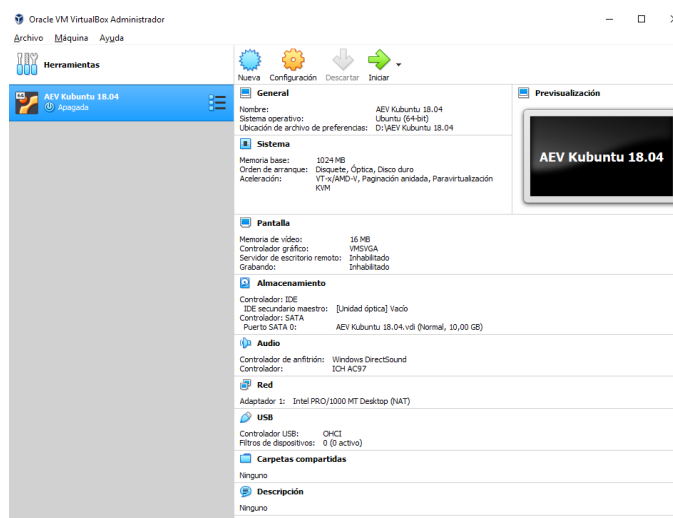 Oracle VM VirtualBox Administrador
Archivo Máquina Ayuda
Herramientas
Nueva Configuración Descartar Iniciar
AEV Kubuntu 18.04
Apagada
General
Nombre: AEV Kubuntu 18.04
Sistema operativo: Ubuntu (64-bit)
Ubicación de archivo de preferencias: D:\AEV Kubuntu 18.04
Previsualización
AEV Kubuntu 18.04
Sistema
Memoria base: 1024 MB
Orden de arranque: Disquete, Óptica, Disco duro
Aceleración: VT-x/AMD-V, Paginación anidada, Paravirtualización
KVM
Pantalla
Memoria de vídeo: 16 MB
Controlador gráfico: VMSVGA
Servidor de escritorio remoto: Inhabilitado
Grabando: Inhabilitado
Almacenamiento
Controlador: IDE
IDE secundario maestro: [Unidad óptica] Vacío
Controlador: SATA
Puerto SATA 0: AEV Kubuntu 18.04.vdi (Normal, 10,00 GB)
Audio
Controlador de anfitrión: Windows DirectSound
Controlador: ICH AC97
Red
Adaptador 1: Intel PRO/1000 MT Desktop (NAT)
USB
Controlador USB: OHCI
Filtros de dispositivos: 0 (0 activo)
Carpetas compartidas
Ninguno
Descripción
Ninguno